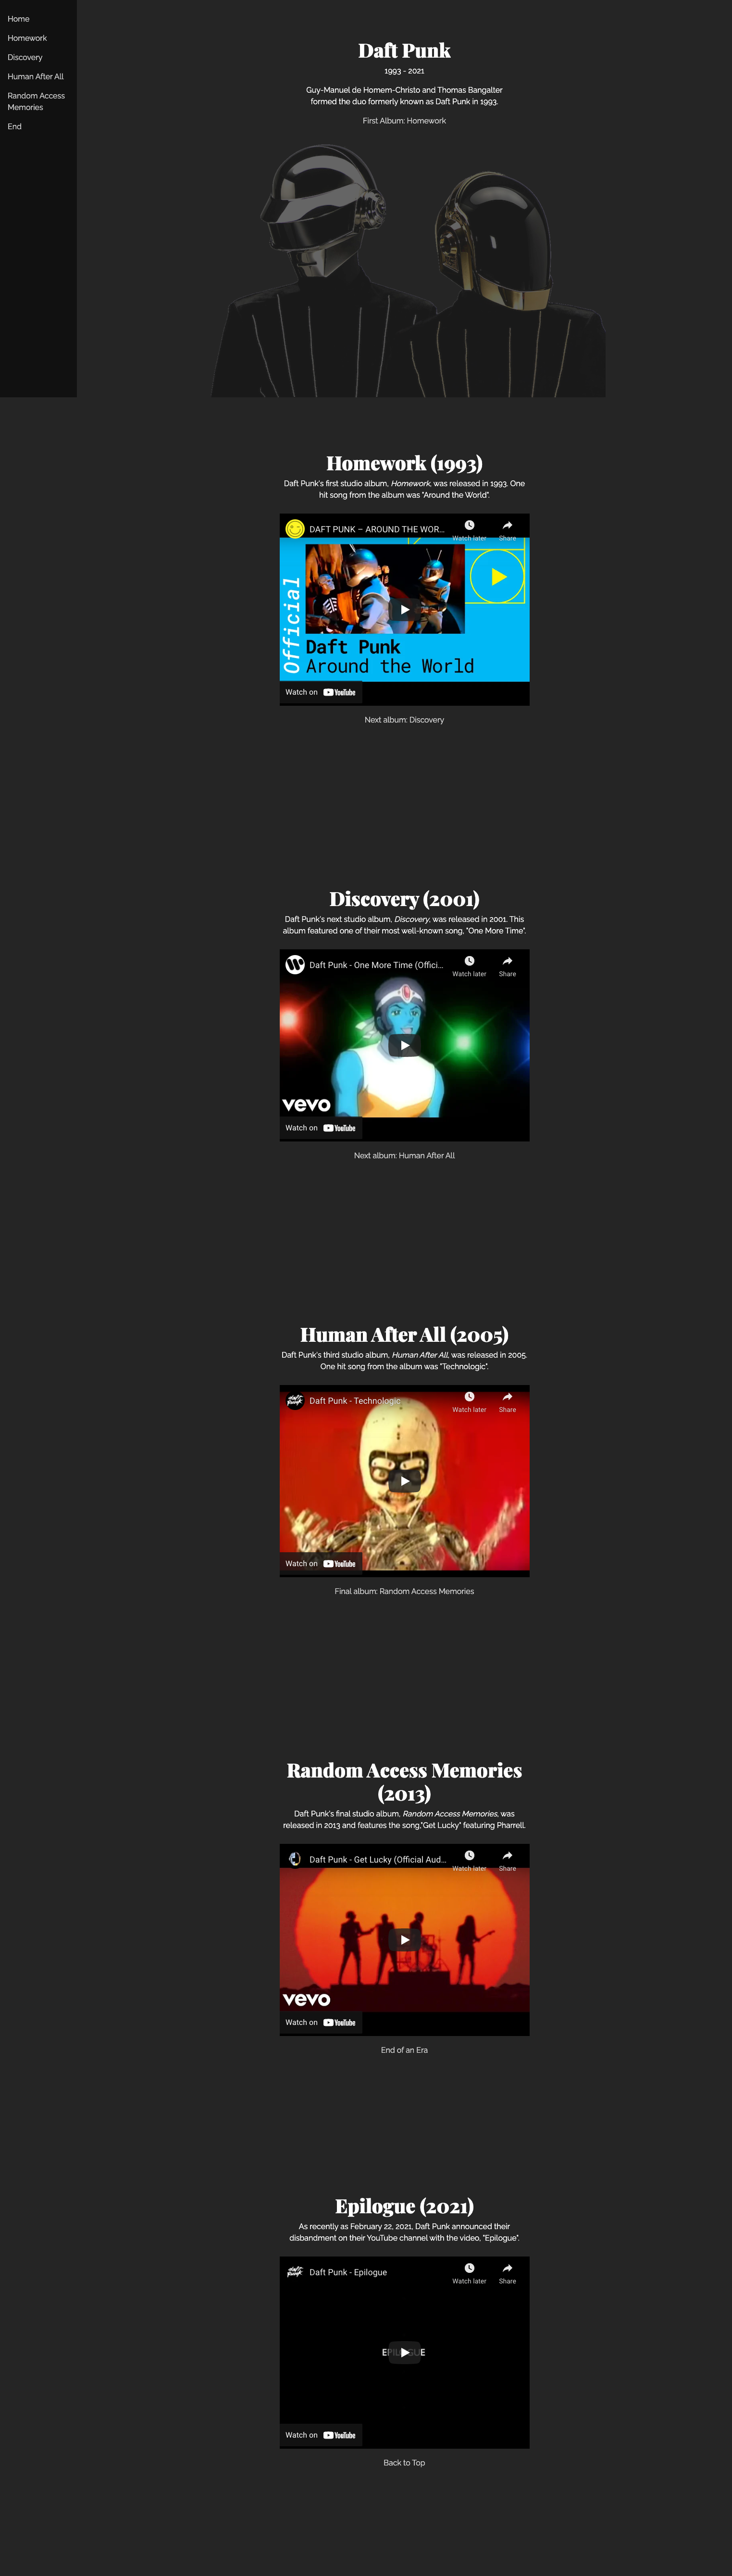 Home
Homework
Discovery
Human After All
Random Access
Memories
End
Daft Punk
1993 - 2021
Guy-Manuel de Homem-Christo and Thomas Bangalter
formed the duo formerly known as Daft Punk in 1993.
First Album: Homework
Homework (1993)
Daft Punk's first studio album, Homework, was released in 1993. One
hit song from the album was "Around the World".
DAFT PUNK – AROUND THE WOR...
Watch later
Share
Official
Daft Punk
Around the World
Watch on YouTube
Next album: Discovery
Discovery (2001)
Daft Punk's next studio album, Discovery, was released in 2001. This
album featured one of their most well-known song, "One More Time".
Daft Punk - One More Time (Offici...
Watch later
Share
vevo
Watch on YouTube
Next album: Human After All
Human After All (2005)
Daft Punk's third studio album, Human After All, was released in 2005.
One hit song from the album was "Technologic".
daft Punk
Daft Punk - Technologic
Watch later
Share
Watch on YouTube
Final album: Random Access Memories
Random Access Memories
(2013)
Daft Punk's final studio album, Random Access Memories, was
released in 2013 and features the song,"Get Lucky" featuring Pharrell.
Daft Punk - Get Lucky (Official Aud...
Watch later
Share
vevo
Watch on YouTube
End of an Era
Epilogue (2021)
As recently as February 22, 2021, Daft Punk announced their
disbandment on their YouTube channel with the video, "Epilogue".
daft Punk
Daft Punk - Epilogue
Watch later
Share
EPILOGUE
Watch on YouTube
Back to Top